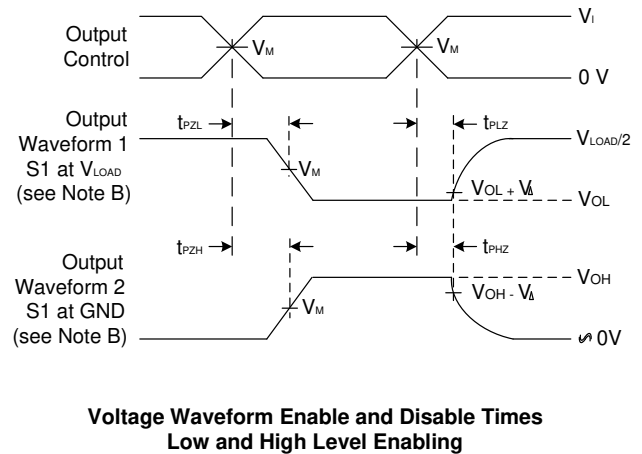 Output
Control
VM
VM
VI
0 V
Output
Waveform 1
S1 at VLOAD
(see Note B)
tPZL
tPLZ
VM
VLOAD/2
VOL + VΔ
VOL
Output
Waveform 2
S1 at GND
(see Note B)
tPZH
tPHZ
VM
VOH
VOH - VΔ
∽ 0V
Voltage Waveform Enable and Disable Times
Low and High Level Enabling